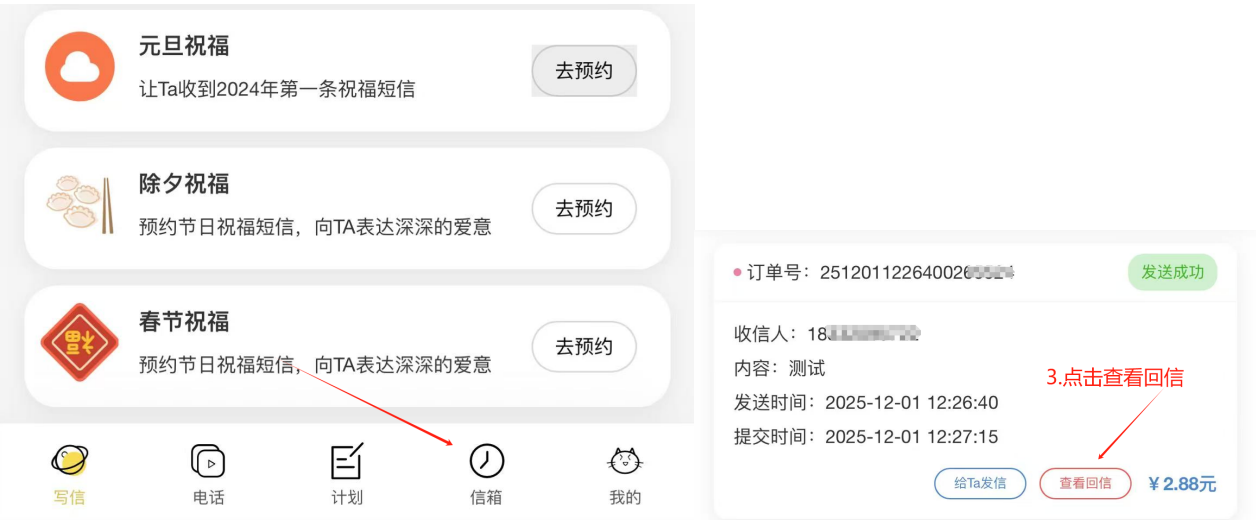 元旦祝福
让Ta收到2024年第一条祝福短信
去预约
除夕祝福
预约节日祝福短信，向TA表达深深的爱意
去预约
福
春节祝福
预约节日祝福短信，向TA表达深深的爱意
去预约
写信
电话
计划
信箱
我的
订单号：251201122640026
发送成功
收信人：18
内容：测试
3.点击查看回信
发送时间：2025-12-01 12:26:40
提交时间：2025-12-01 12:27:15
给Ta发信
查看回信
¥2.88元